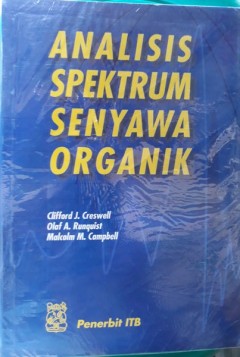 ANALISIS
SPEKTRUM
SENYAWA
ORGANIK
Clifford J. Creswell
Olaf A. Runquist
Malcolm M. Campbell
Penerbit ITB